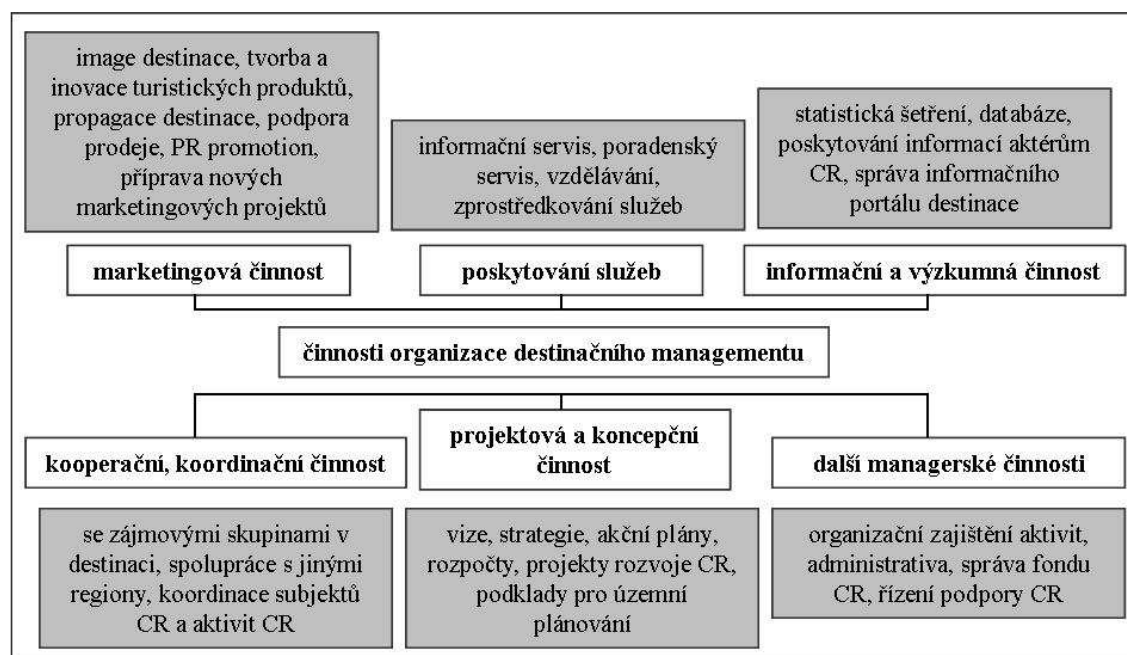 image destinace, tvorba a
inovace turistických produktů,
propagace destinace, podpora
prodeje, PR promotion,
příprava nových
marketingových projektů
informační servis, poradenský
servis, vzdělávání,
zprostředkování služeb
statistická šetření, databáze,
poskytování informací aktérům
CR, správa informačního
portálu destinace
marketingová činnost
poskytování služeb
informační a výzkumná činnost
činnosti organizace destinačního managementu
kooperační, koordinační činnost
projektová a koncepční
činnost
další managerské činnosti
se zájmovými skupinami v
destinaci, spolupráce s jinými
regiony, koordinace subjektů
CR a aktivit CR
vize, strategie, akční plány,
rozpočty, projekty rozvoje CR,
podklady pro územní
plánování
organizační zajištění aktivit,
administrativa, správa fondu
CR, řízení podpory CR